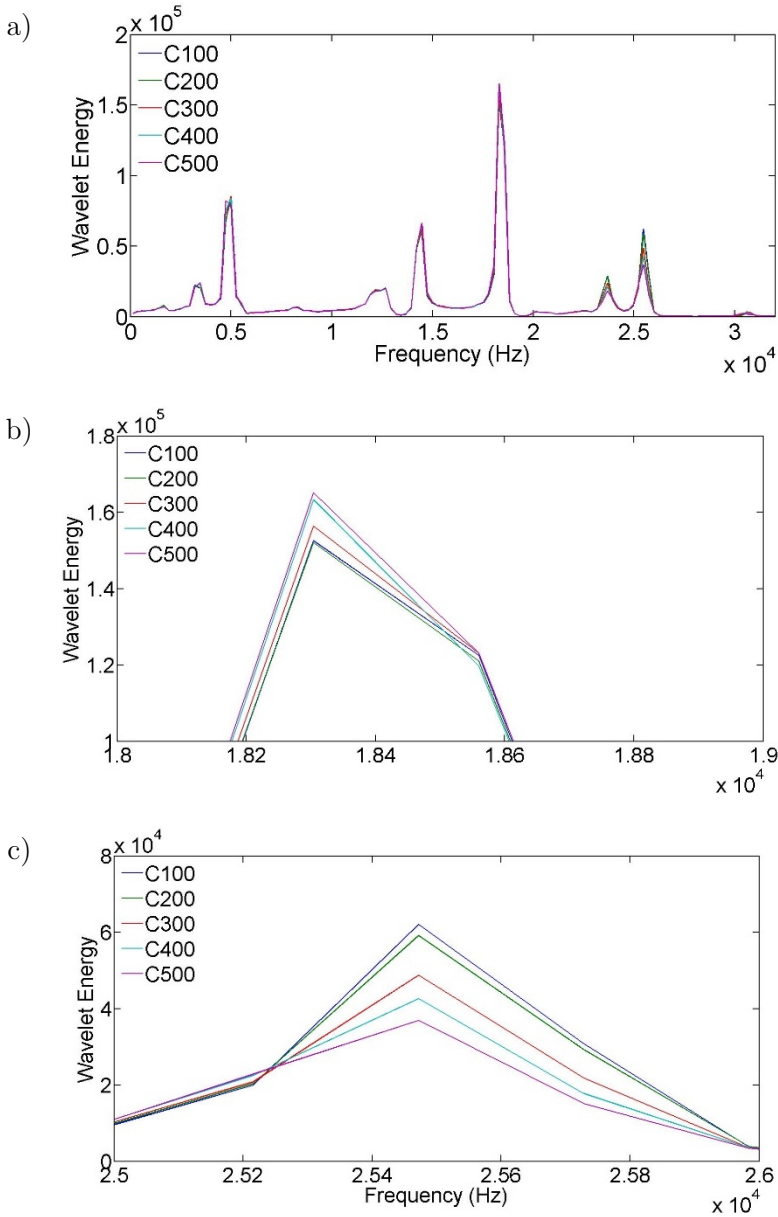 a)
x 10^5
2
1.5
1
0.5
0
Wavelet Energy
C100
C200
C300
C400
C500
0 0.5 1 1.5 2 2.5 3
Frequency (Hz)
x 10^4
b)
x 10^5
1.8
1.6
1.4
1.2
1
Wavelet Energy
C100
C200
C300
C400
C500
1.8 1.82 1.84 1.86 1.88 1.9
x 10^4
c)
x 10^4
8
6
4
2
0
Wavelet Energy
C100
C200
C300
C400
C500
2.5 2.52 2.54 2.56 2.58 2.6
Frequency (Hz)
x 10^4